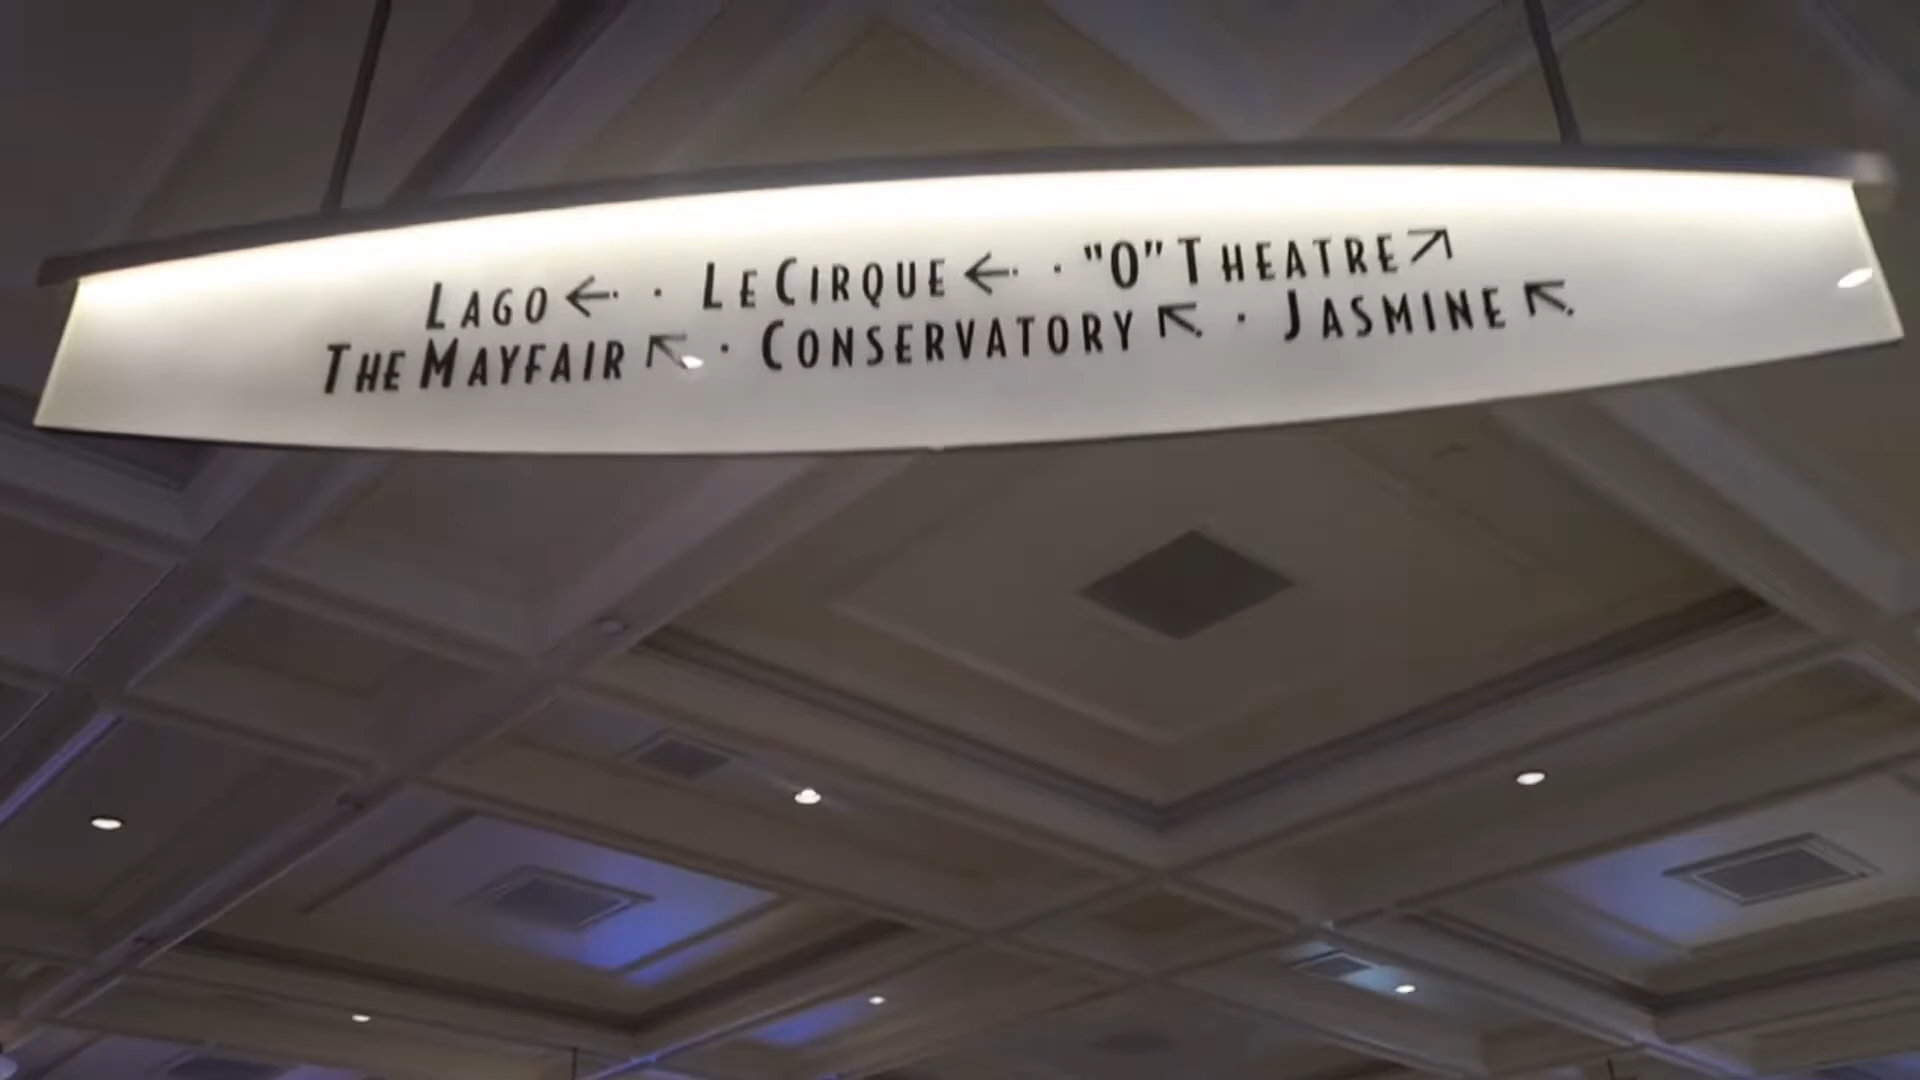 LAGO ← · LE CIRQUE ← · "O" THEATRE ↗
THE MAYFAIR ↖ · CONSERVATORY ↖ · JASMINE ↖